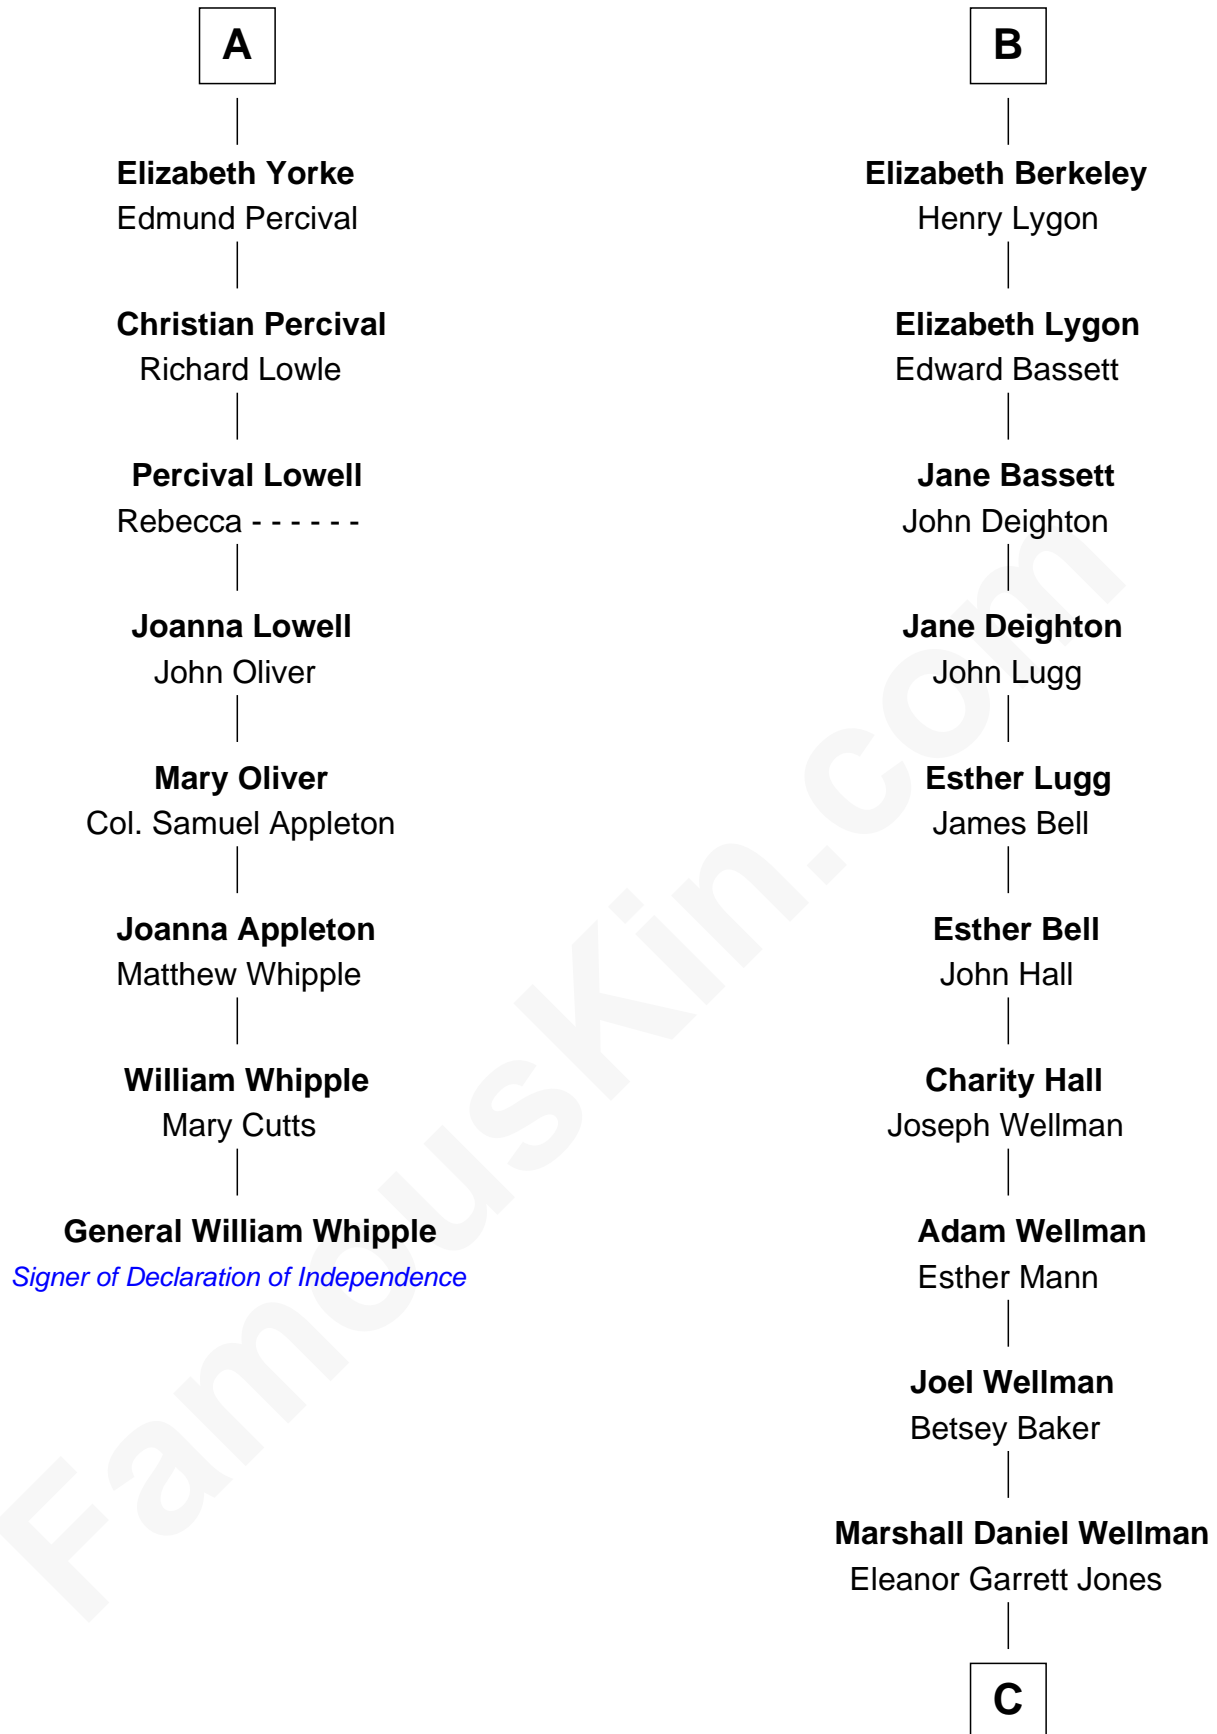 A
Elizabeth Yorke
Edmund Percival
Christian Percival
Richard Lowle
Percival Lowell
Rebecca - - - - - -
Joanna Lowell
John Oliver
Mary Oliver
Col. Samuel Appleton
Joanna Appleton
Matthew Whipple
William Whipple
Mary Cutts
General William Whipple
Signer of Declaration of Independence
B
Elizabeth Berkeley
Henry Lygon
Elizabeth Lygon
Edward Bassett
Jane Bassett
John Deighton
Jane Deighton
John Lugg
Esther Lugg
James Bell
Esther Bell
John Hall
Charity Hall
Joseph Wellman
Adam Wellman
Esther Mann
Joel Wellman
Betsey Baker
Marshall Daniel Wellman
Eleanor Garrett Jones
C
FamousKin.com